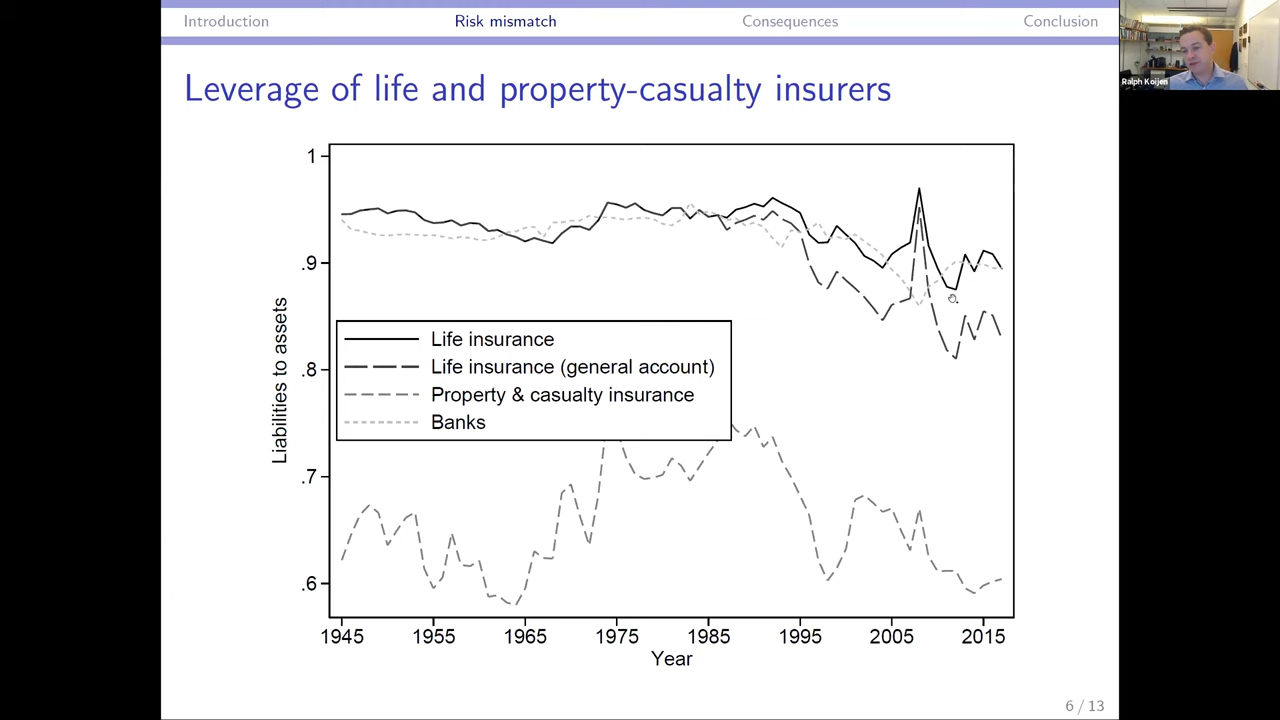 Introduction Risk mismatch Consequences Conclusion
Ralph Koijen
Leverage of life and property-casualty insurers
1
.9
.8
.7
.6
Liabilities to assets
Life insurance
Life insurance (general account)
Property & casualty insurance
Banks
1945 1955 1965 1975 1985 1995 2005 2015
Year
6 / 13